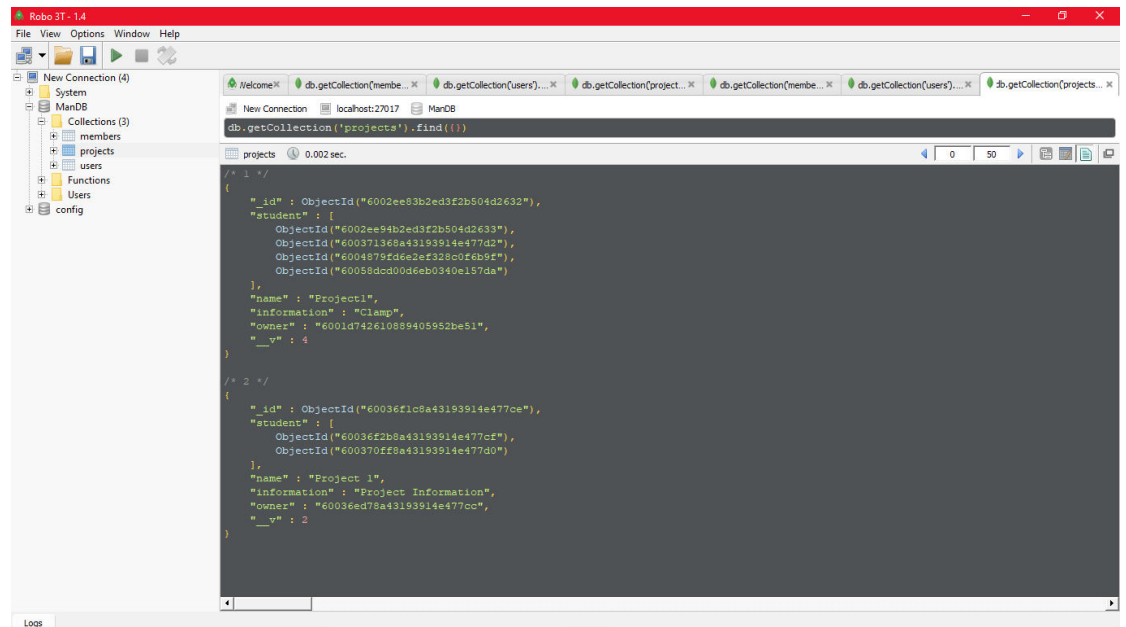 Robo 3T - 1.4
File View Options Window Help
New Connection (4)
System
ManDB
Collections (3)
members
projects
users
Functions
Users
config
Welcome db.getCollection('membe... db.getCollection('users').... db.getCollection('project... db.getCollection('membe... db.getCollection('users').... db.getCollection('projects...
New Connection localhost:27017 ManDB
db.getCollection('projects').find({})
projects 0.002 sec. 0 50
/* 1 */
{
"_id" : ObjectId("6002ee83b2ed3f2b504d2632"),
"student" : [
ObjectId("6002ee94b2ed3f2b504d2633"),
ObjectId("600371368a43193914e477d2"),
ObjectId("6004879fd6e2ef328c0f6b9f"),
ObjectId("60058dcd00d6eb0340e157da")
],
"name" : "Project1",
"information" : "Clamp",
"owner" : "6001d742610889405952be51",
"__v" : 4
}
/* 2 */
{
"_id" : ObjectId("60036f1c8a43193914e477ce"),
"student" : [
ObjectId("60036f2b8a43193914e477cf"),
ObjectId("600370ff8a43193914e477d0")
],
"name" : "Project 1",
"information" : "Project Information",
"owner" : "60036ed78a43193914e477cc",
"__v" : 2
}
Logs